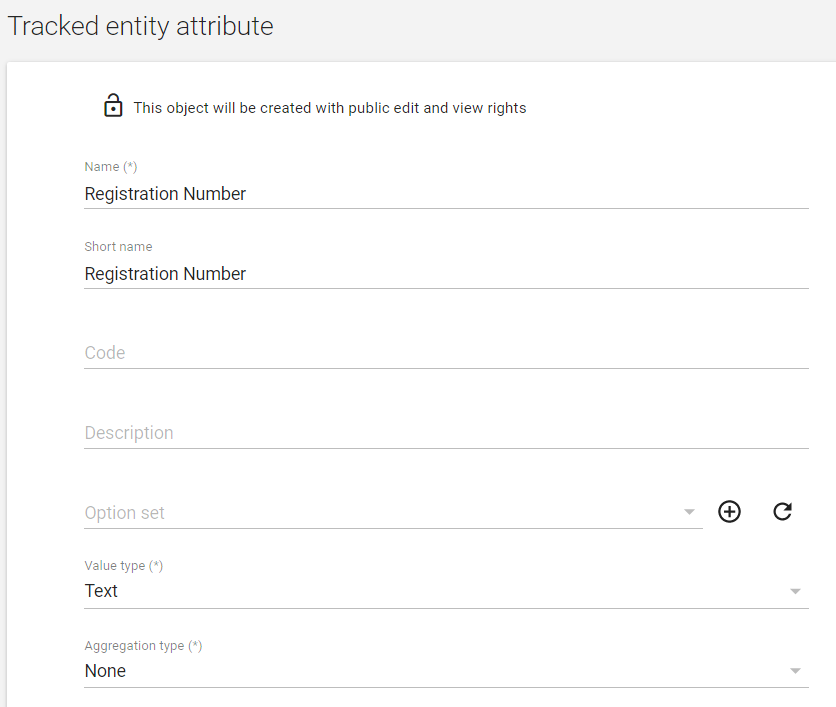 Tracked entity attribute
This object will be created with public edit and view rights
Name (*)
Registration Number
Short name
Registration Number
Code
Description
Option set
Value type (*)
Text
Aggregation type (*)
None